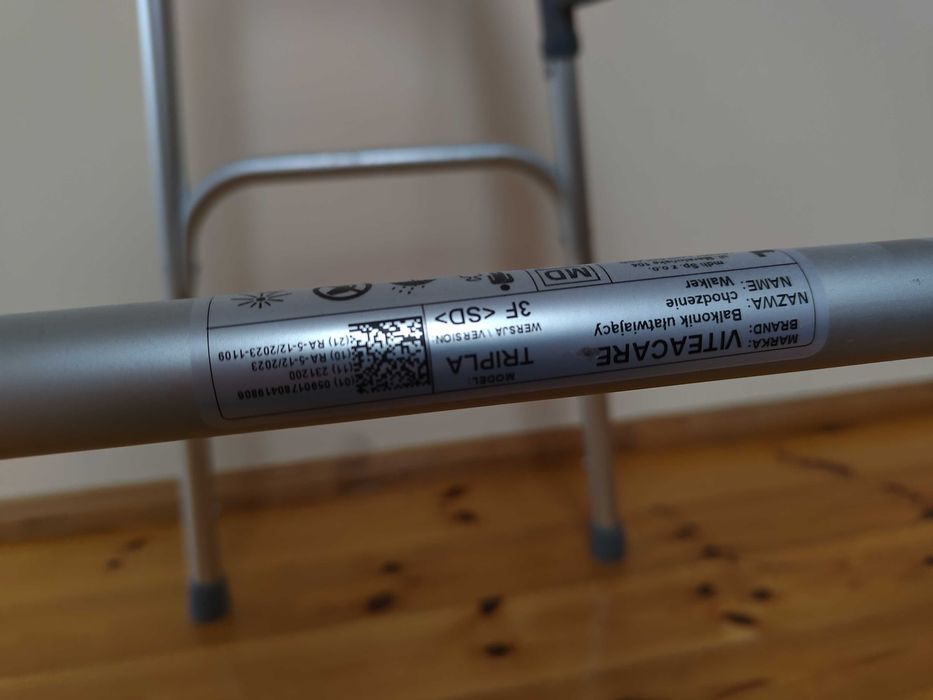 MARKA:
BRAND:
VITEACARE
NAZWA:
NAME:
Balkonik ułatwiający
chodzenie
Walker
MODEL:
TRIPLA
WERSJA \ VERSION
3F <SD>
(01) 05901780419806
(11) 231200
(10) RA-5-12/2023
(21) RA-5-12/2023-1109
MD
mdh Sp. z o.o.